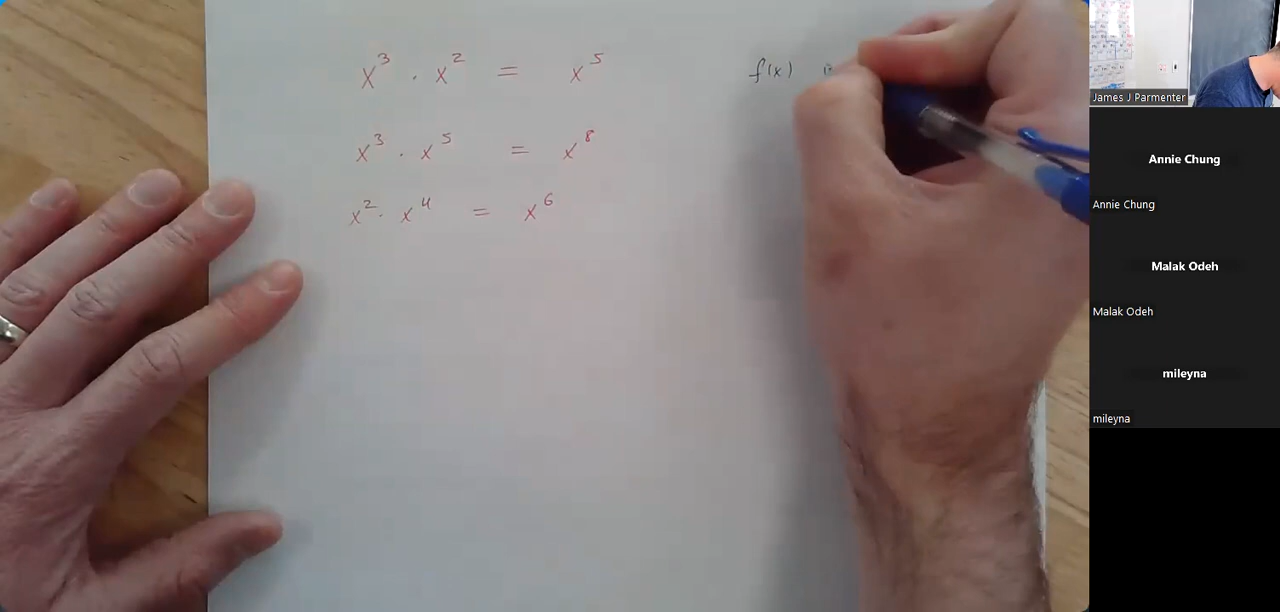 x³ · x² = x⁵
f(x)
x³ · x⁵ = x⁸
x² · x⁴ = x⁶
James J Parmenter
Annie Chung
Annie Chung
Malak Odeh
Malak Odeh
mileyna
mileyna